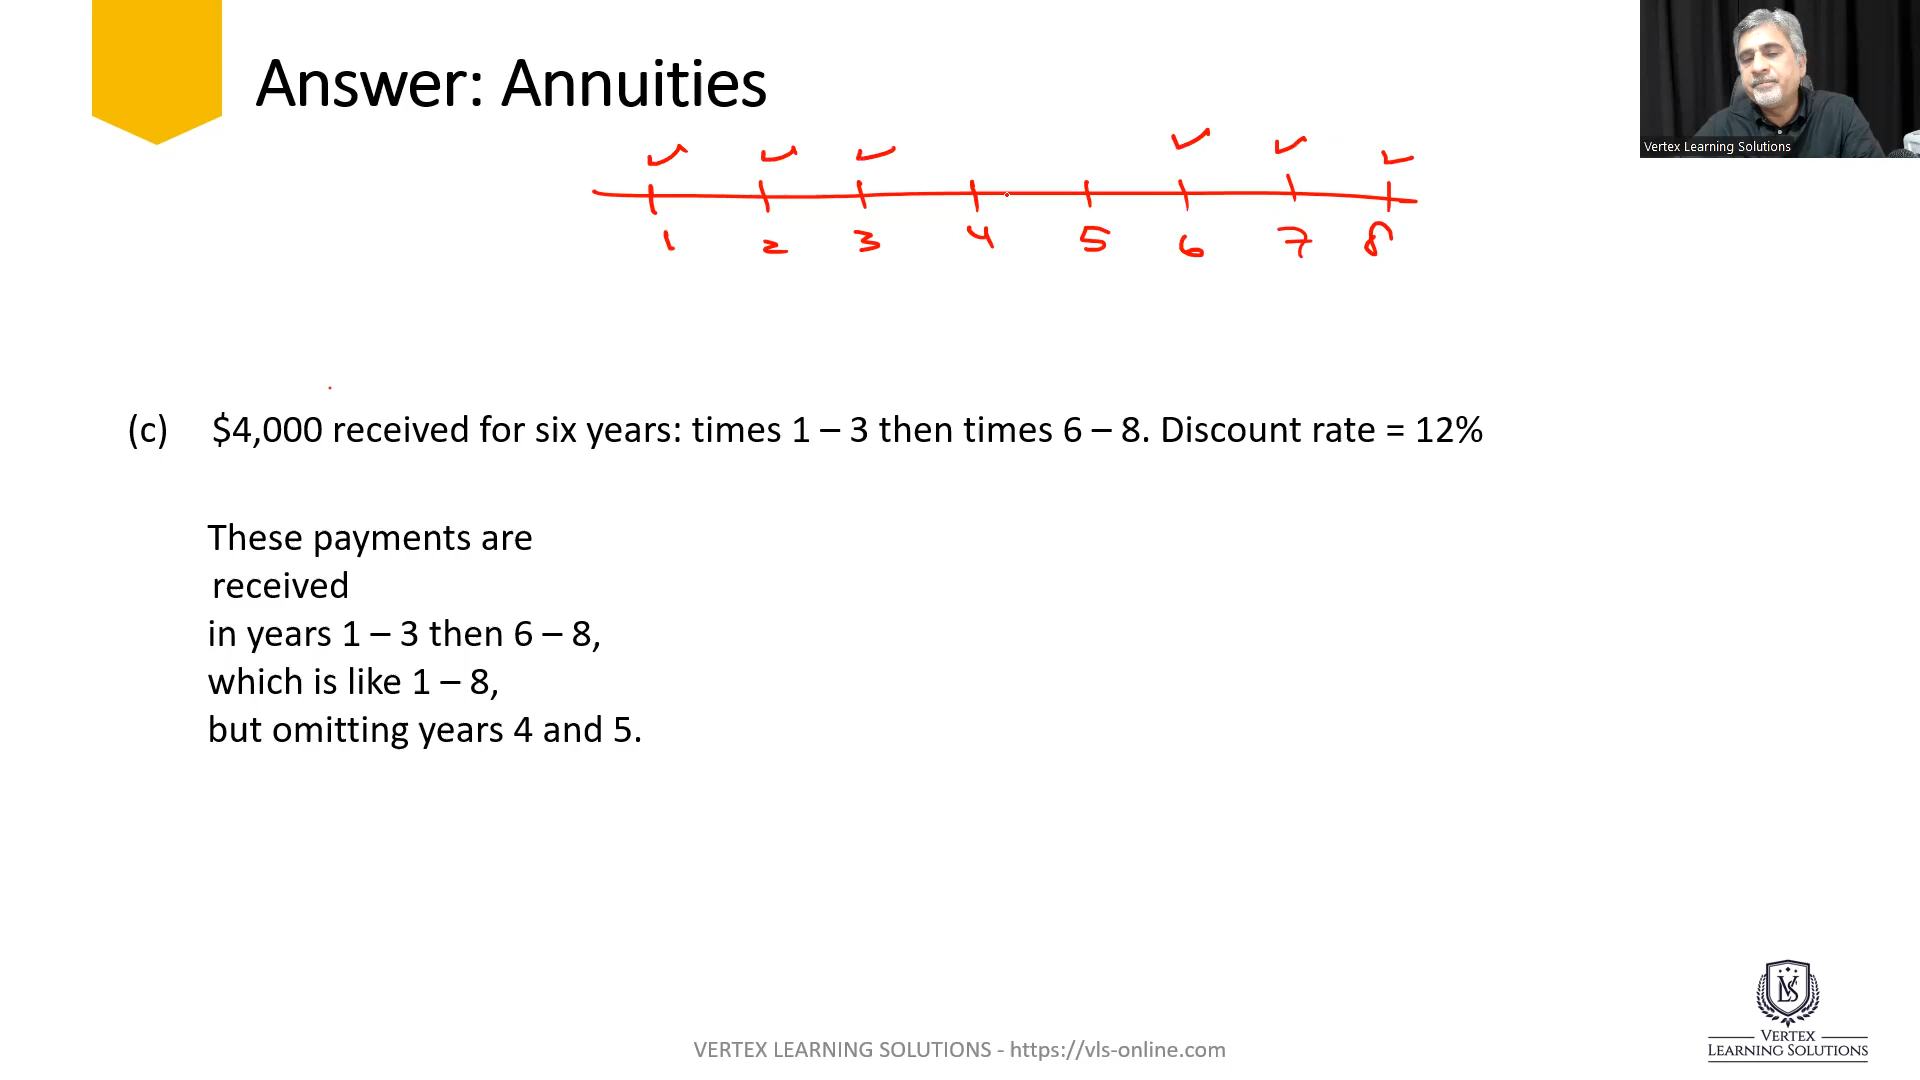 Answer: Annuities
Vertex Learning Solutions
1 2 3 4 5 6 7 8
(c) $4,000 received for six years: times 1 – 3 then times 6 – 8. Discount rate = 12%
These payments are
received
in years 1 – 3 then 6 – 8,
which is like 1 – 8,
but omitting years 4 and 5.
VLS
VERTEX
LEARNING SOLUTIONS
VERTEX LEARNING SOLUTIONS - https://vls-online.com